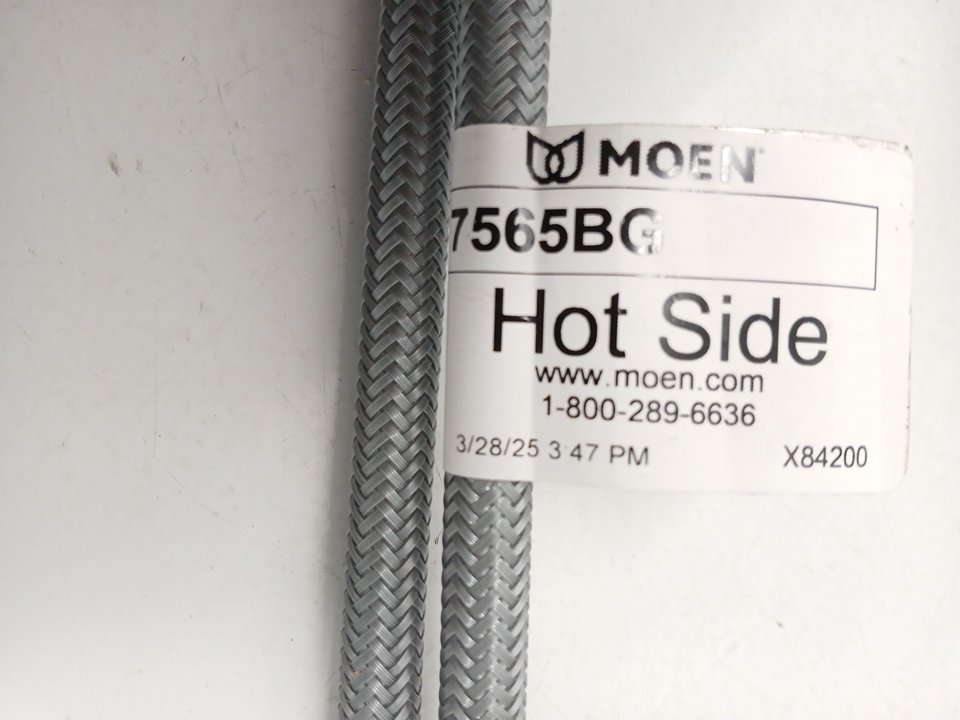 MOEN
7565BG
Hot Side
www.moen.com
1-800-289-6636
3/28/25 3:47 PM X84200